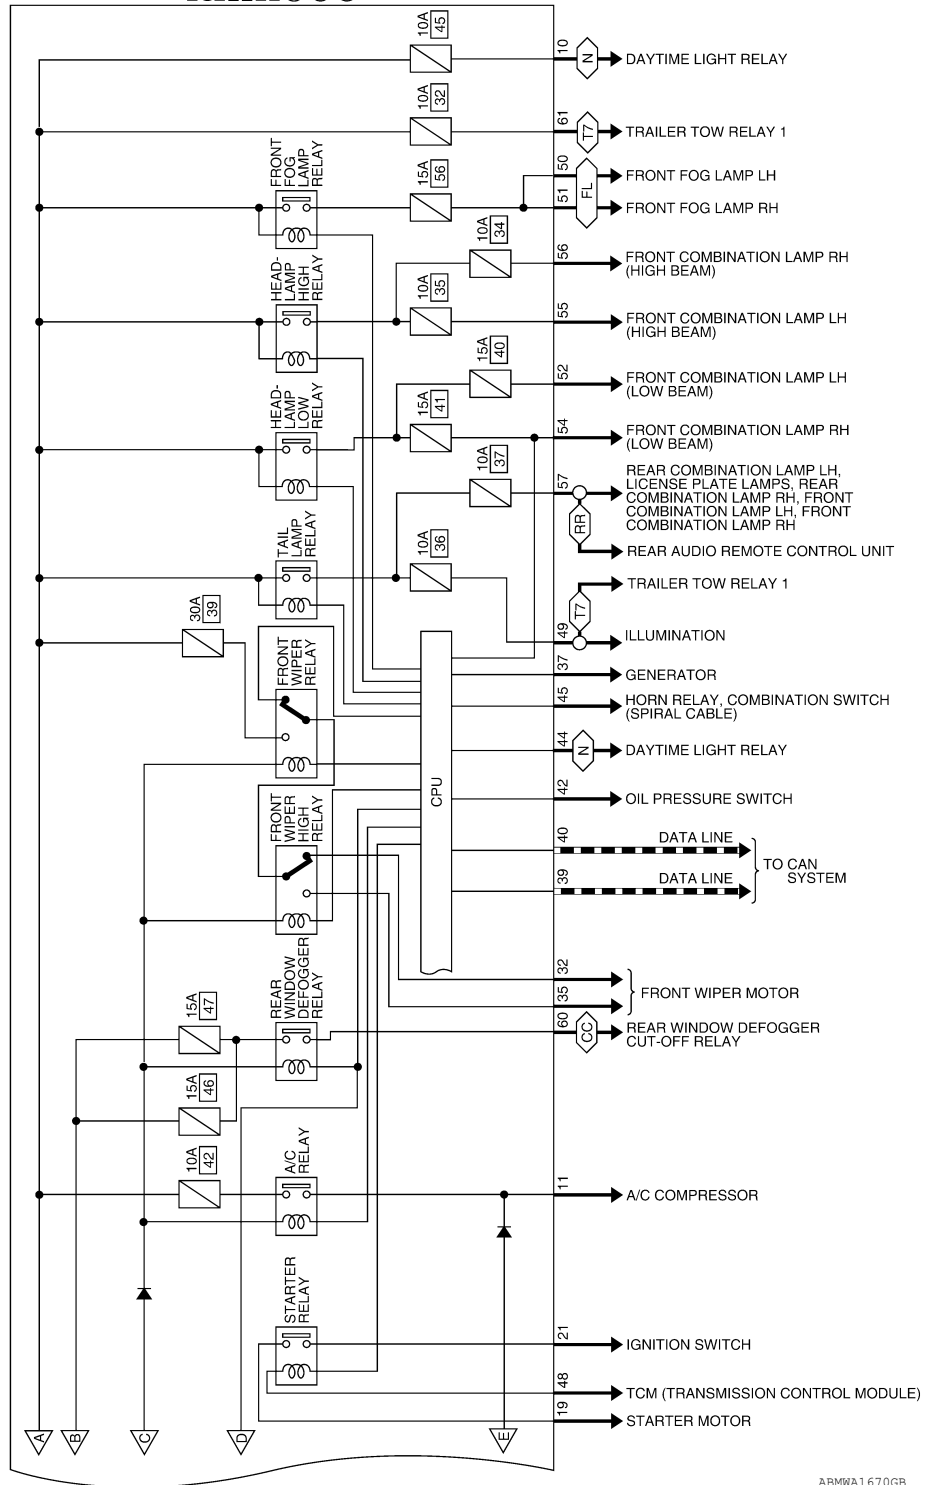 10A
45
10
N
DAYTIME LIGHT RELAY
10A
32
61
T7
TRAILER TOW RELAY 1
FRONT
FOG
LAMP
RELAY
15A
56
50
51
FL
FRONT FOG LAMP LH
FRONT FOG LAMP RH
HEAD-
LAMP
HIGH
RELAY
10A
34
56
FRONT COMBINATION LAMP RH
(HIGH BEAM)
10A
35
55
FRONT COMBINATION LAMP LH
(HIGH BEAM)
HEAD-
LAMP
LOW
RELAY
15A
40
52
FRONT COMBINATION LAMP LH
(LOW BEAM)
15A
41
54
FRONT COMBINATION LAMP RH
(LOW BEAM)
TAIL
LAMP
RELAY
10A
37
57
RR
REAR COMBINATION LAMP LH,
LICENSE PLATE LAMPS, REAR
COMBINATION LAMP RH, FRONT
COMBINATION LAMP LH, FRONT
COMBINATION LAMP RH
REAR AUDIO REMOTE CONTROL UNIT
10A
36
TRAILER TOW RELAY 1
T7
49
ILLUMINATION
30A
39
FRONT
WIPER
RELAY
CPU
37
GENERATOR
45
HORN RELAY, COMBINATION SWITCH
(SPIRAL CABLE)
44
N
DAYTIME LIGHT RELAY
42
OIL PRESSURE SWITCH
FRONT
WIPER
HIGH
RELAY
40
DATA LINE
39
DATA LINE
TO CAN
SYSTEM
32
35
FRONT WIPER MOTOR
REAR
WINDOW
DEFOGGER
RELAY
15A
47
60
CC
REAR WINDOW DEFOGGER
CUT-OFF RELAY
15A
46
10A
42
A/C
RELAY
11
A/C COMPRESSOR
STARTER
RELAY
21
IGNITION SWITCH
48
TCM (TRANSMISSION CONTROL MODULE)
19
STARTER MOTOR
A
B
C
D
E
ABMWA1670GB